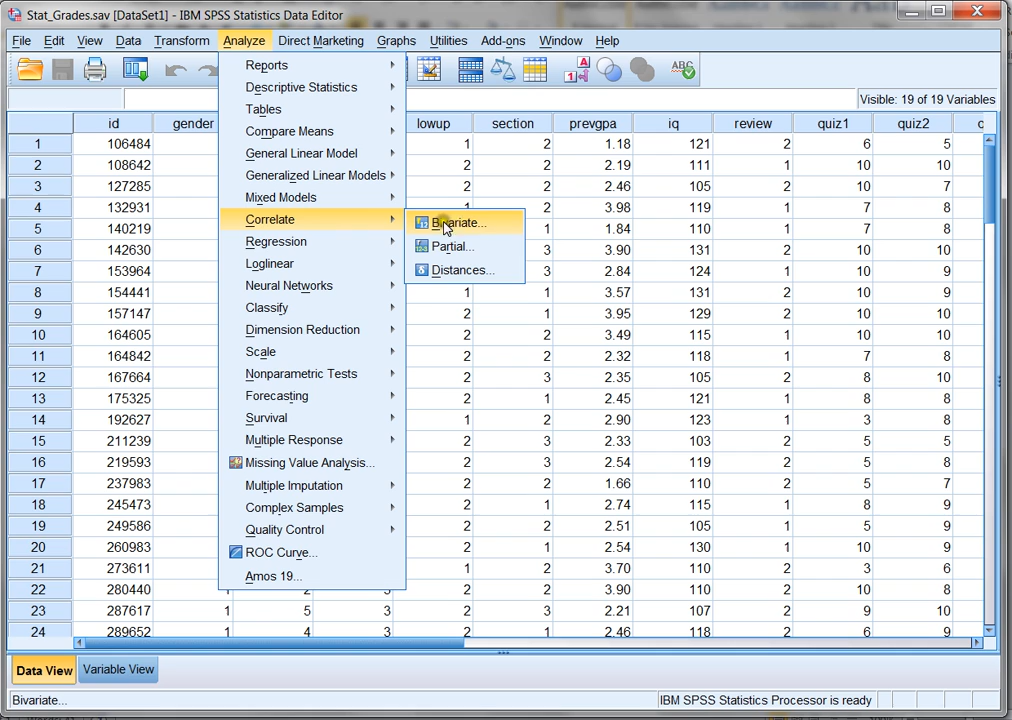 Stat_Grades.sav [DataSet1] - IBM SPSS Statistics Data Editor
File Edit View Data Transform Analyze Direct Marketing Graphs Utilities Add-ons Window Help
Visible: 19 of 19 Variables
id gender lowup section prevgpa iq review quiz1 quiz2
1 106484 1 2 1.18 121 2 6 5
2 108642 2 2 2.19 111 1 10 10
3 127285 2 2 2.46 105 2 10 7
4 132931 1 2 3.98 119 1 7 8
5 140219 1 1.84 110 1 7 8
6 142630 3 3.90 131 2 10 10
7 153964 3 2.84 124 1 10 9
8 154441 1 1 3.57 131 2 10 9
9 157147 2 1 3.95 129 2 10 10
10 164605 2 2 3.49 115 1 10 10
11 164842 2 2 2.32 118 1 7 8
12 167664 2 3 2.35 105 2 8 10
13 175325 2 1 2.45 121 1 8 8
14 192627 1 2 2.90 123 1 3 8
15 211239 2 3 2.33 103 2 5 5
16 219593 2 3 2.54 119 2 5 8
17 237983 2 2 1.66 110 2 5 7
18 245473 2 1 2.74 115 1 8 9
19 249586 2 2 2.51 105 1 5 9
20 260983 2 1 2.54 130 1 10 9
21 273611 1 2 3.70 110 1 3 6
22 280440 2 2 3.90 110 2 10 8
23 287617 1 5 3 2 3 2.21 107 2 9 10
24 289652 1 4 3 2 1 2.46 118 2 6 9
Reports
Descriptive Statistics
Tables
Compare Means
General Linear Model
Generalized Linear Models
Mixed Models
Correlate
Regression
Loglinear
Neural Networks
Classify
Dimension Reduction
Scale
Nonparametric Tests
Forecasting
Survival
Multiple Response
Missing Value Analysis...
Multiple Imputation
Complex Samples
Quality Control
ROC Curve...
Amos 19...
Bivariate...
Partial...
Distances...
Data View Variable View
Bivariate... IBM SPSS Statistics Processor is ready